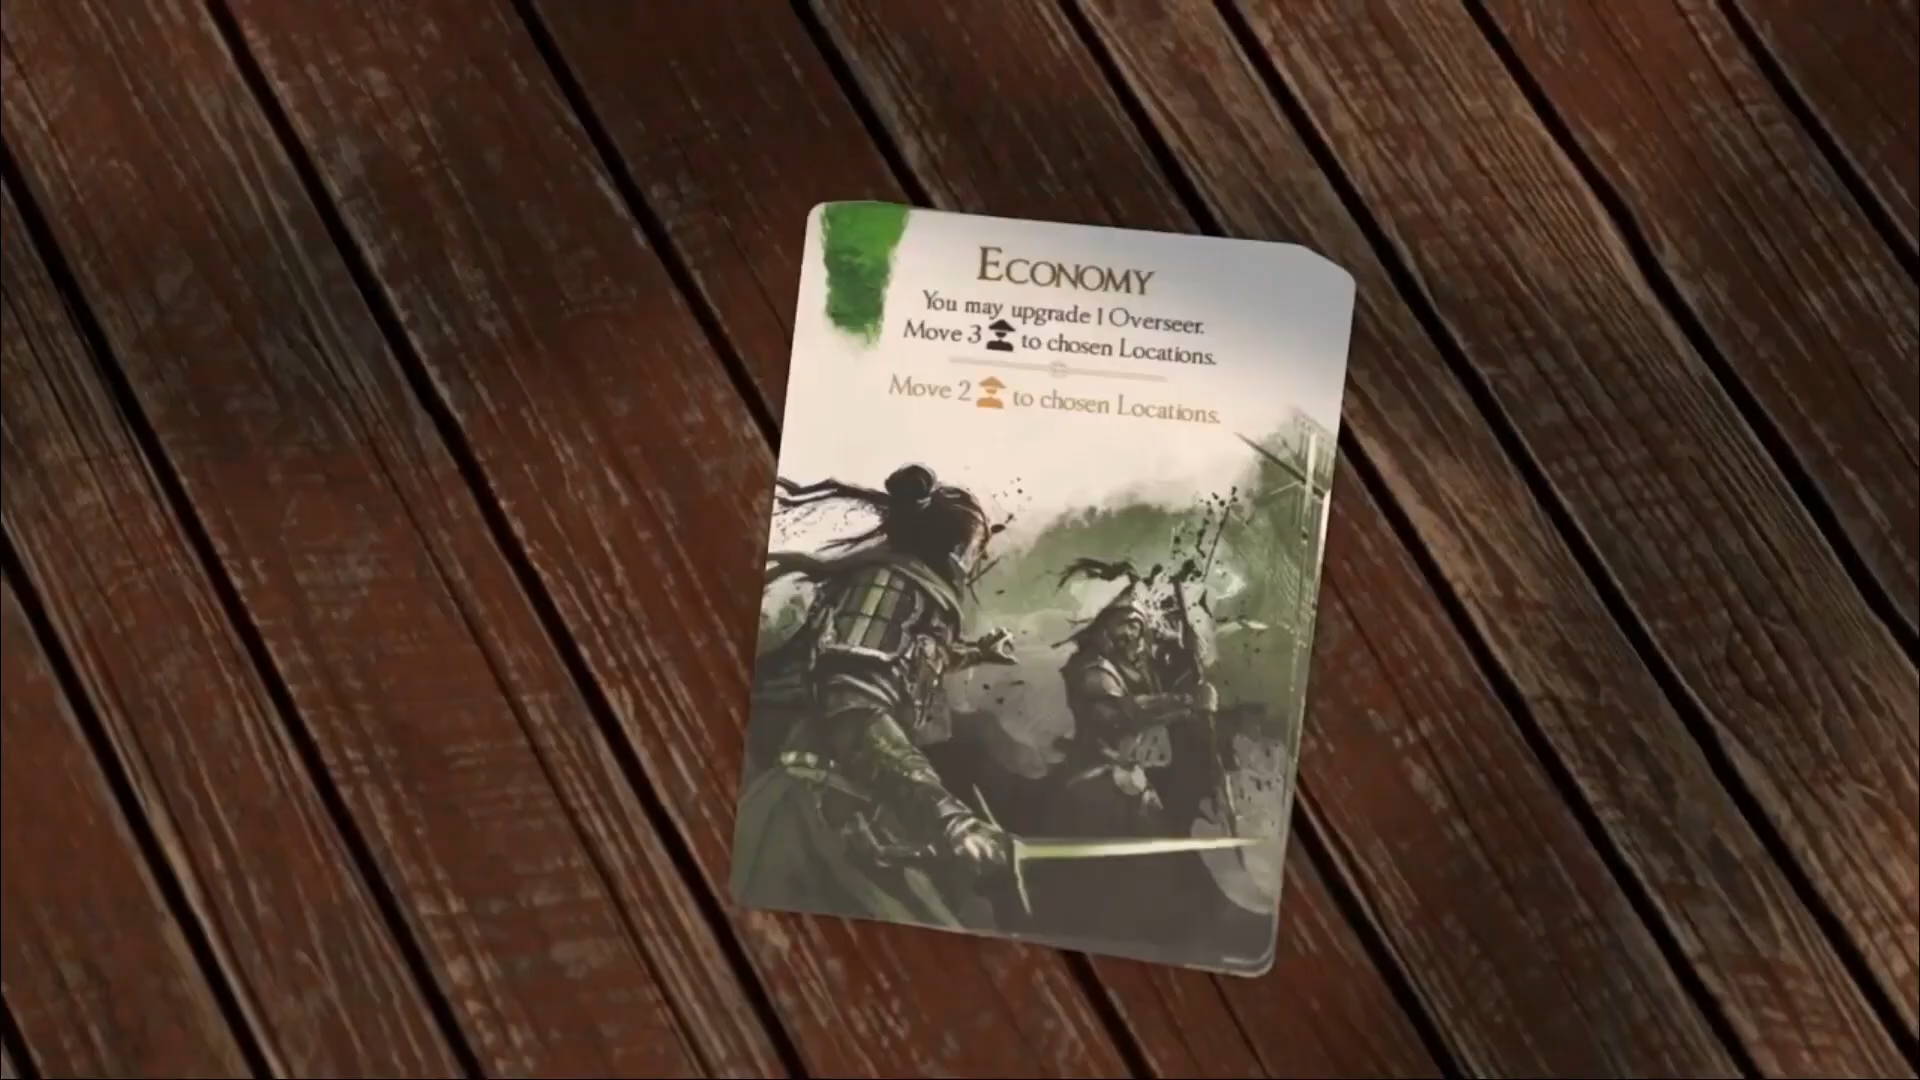 ECONOMY
You may upgrade 1 Overseer.
Move 3 to chosen Locations.
Move 2 to chosen Locations.